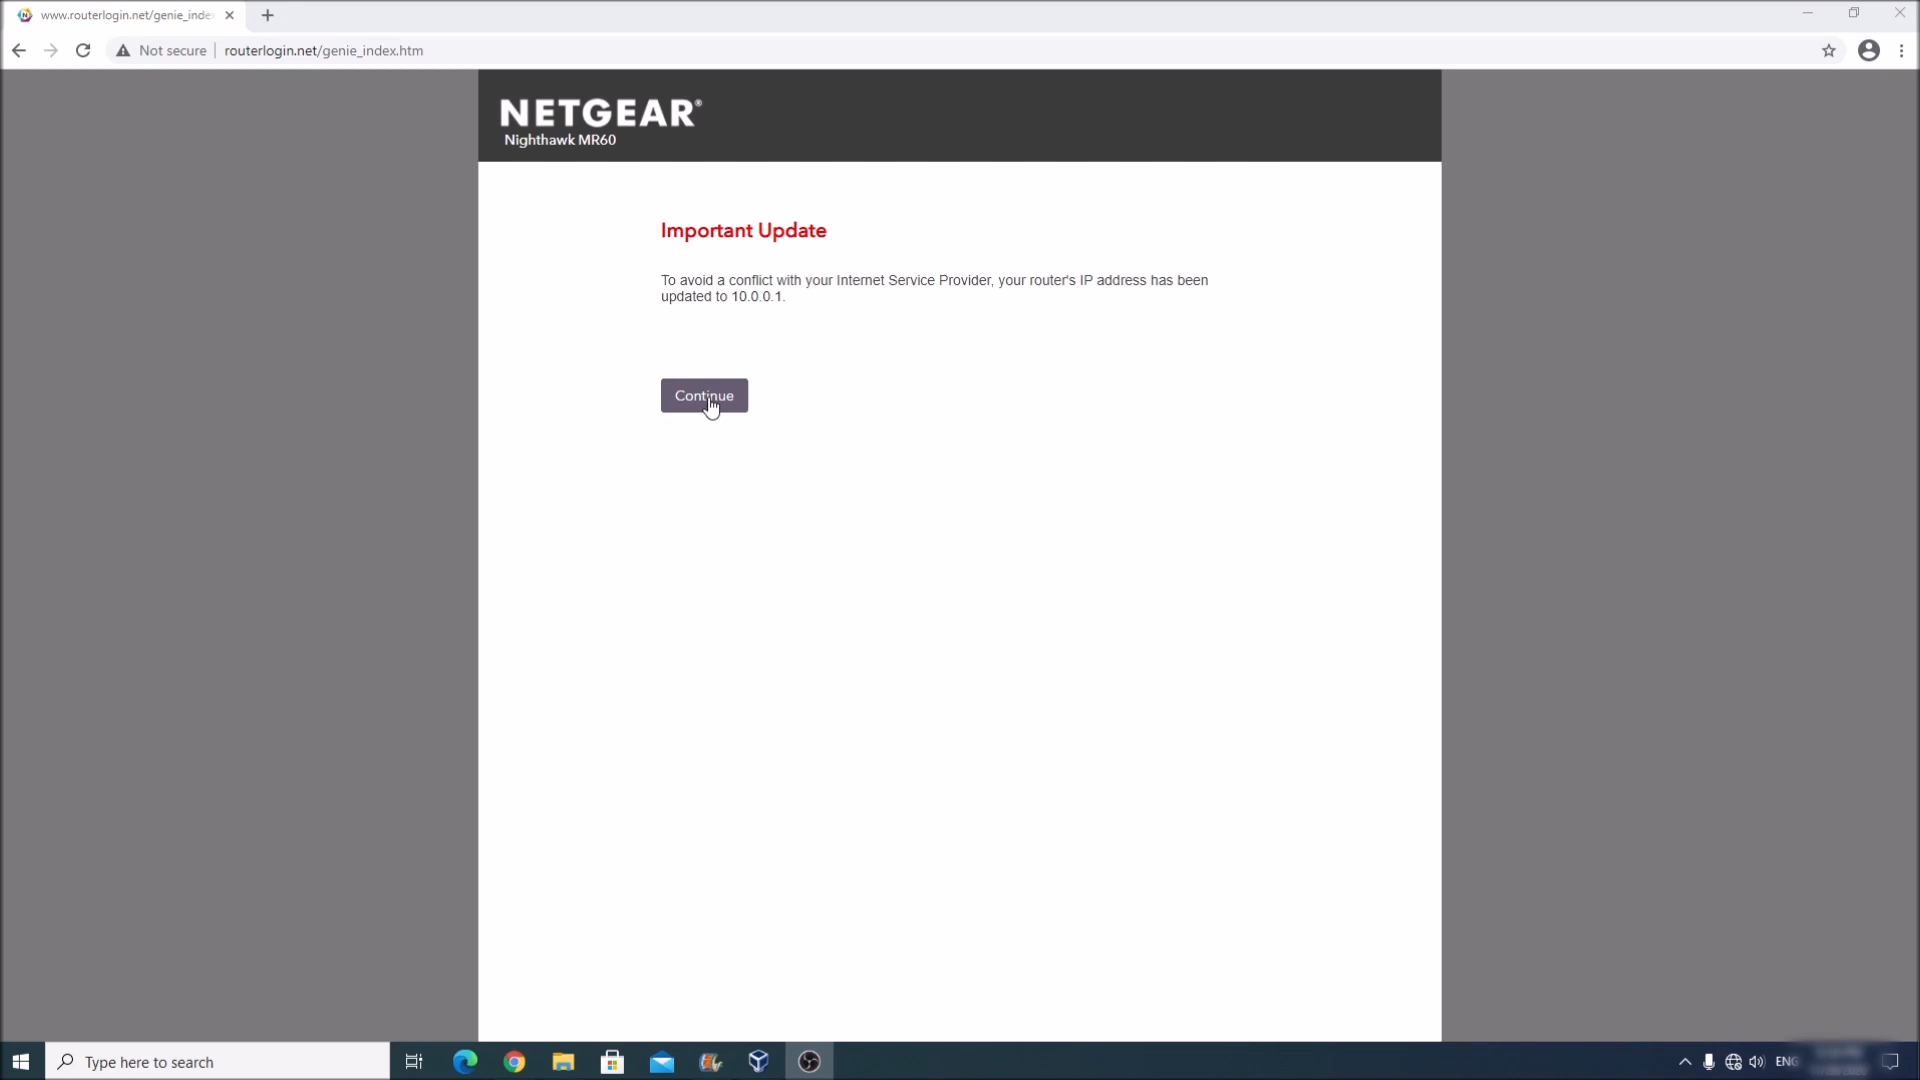 www.routerlogin.net/genie_inde
Not secure
routerlogin.net/genie_index.htm
NETGEAR®
Nighthawk MR60
Important Update
To avoid a conflict with your Internet Service Provider, your router's IP address has been
updated to 10.0.0.1.
Continue
Type here to search
ENG